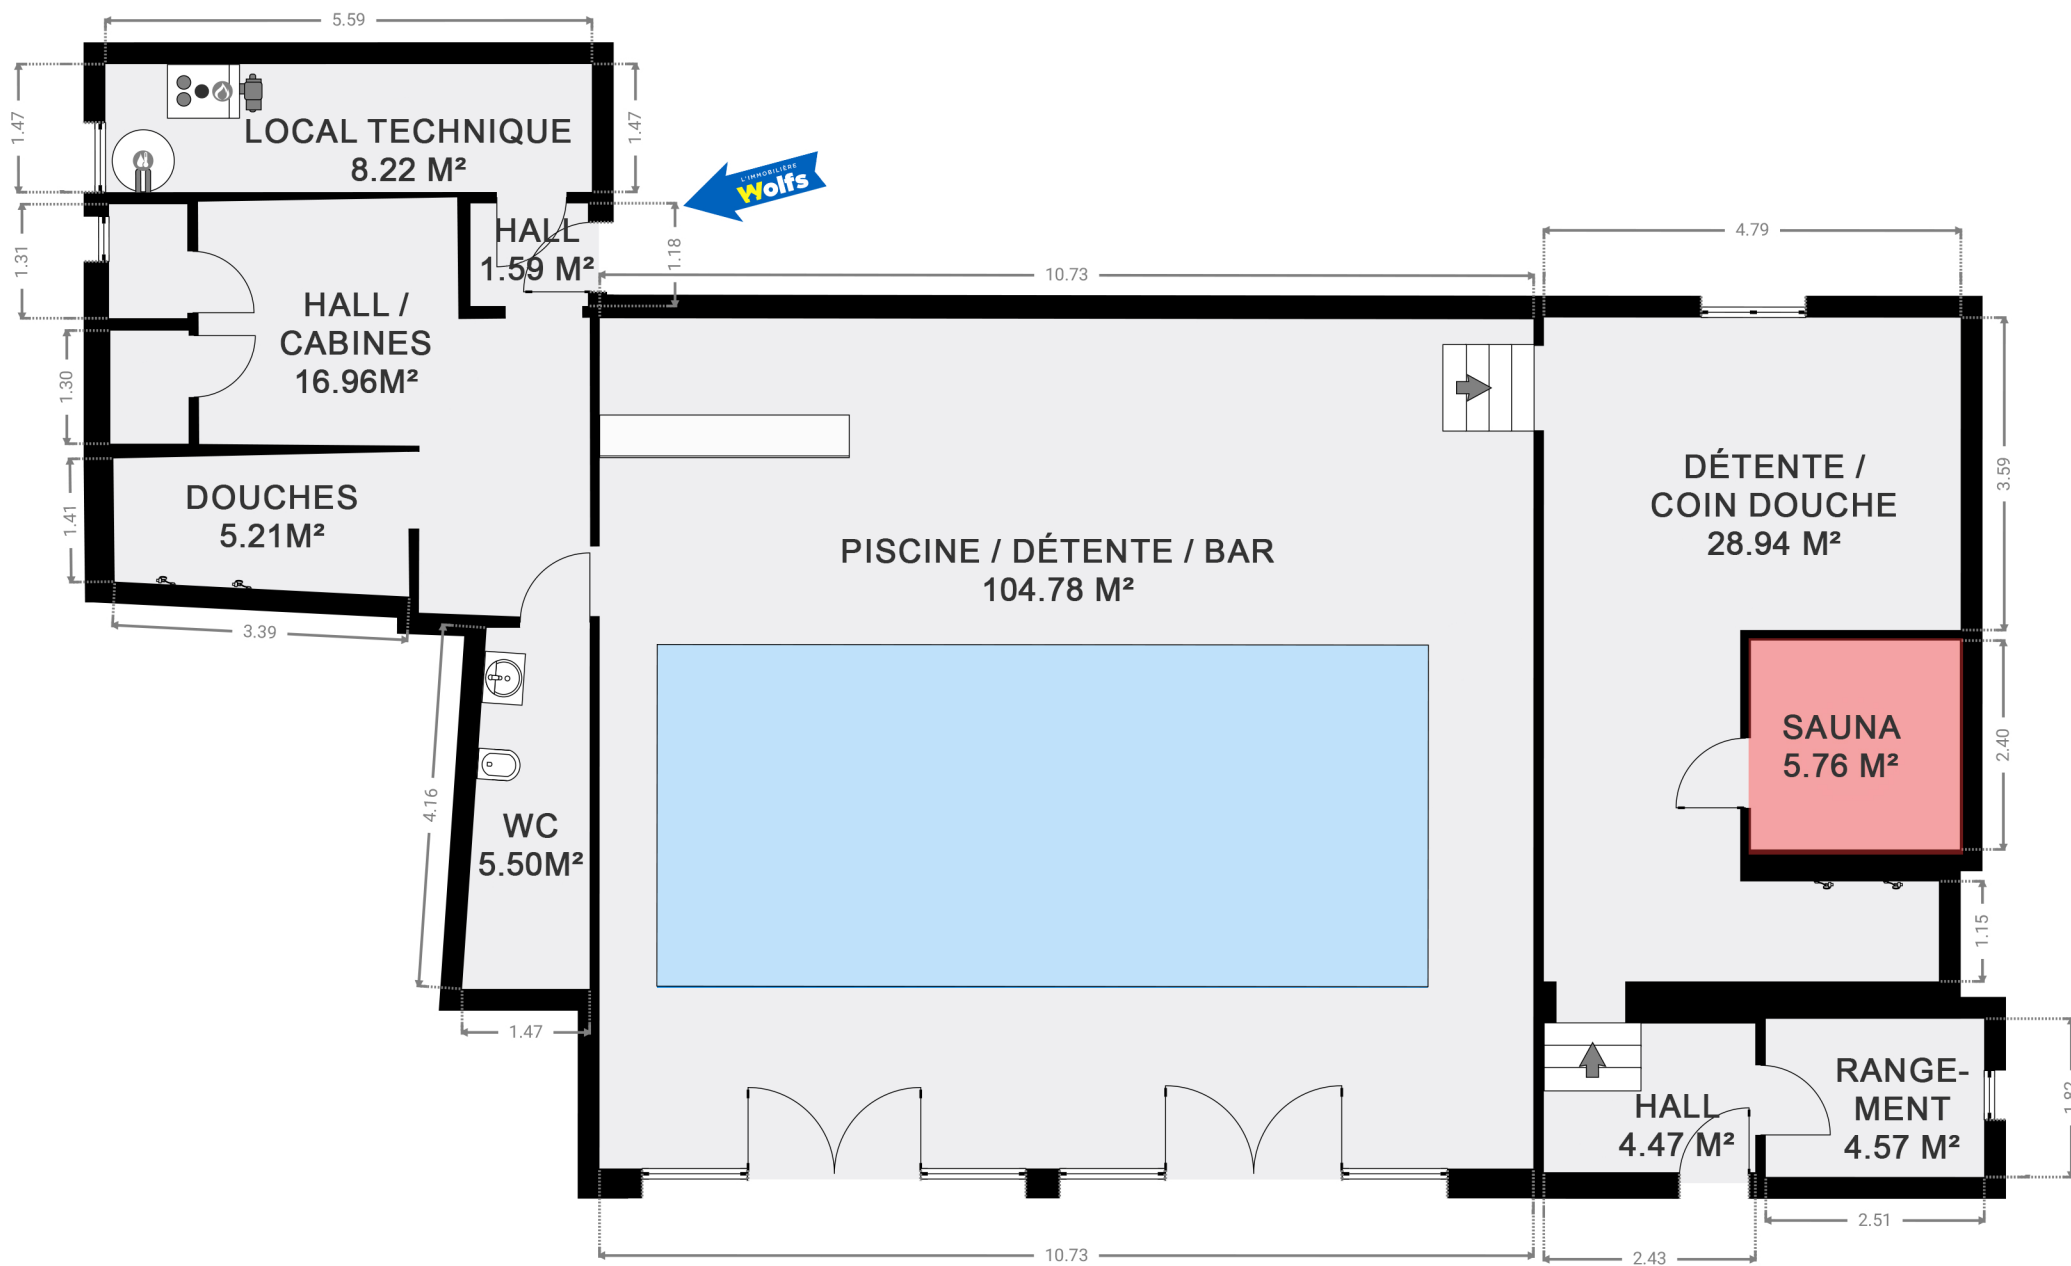 5.59
1.47
1.47
LOCAL TECHNIQUE
8.22 M²
L'IMMOBILIÈRE
Wolfs
HALL
1.59 M²
1.18
1.31
10.73
4.79
HALL /
CABINES
16.96M²
1.30
DOUCHES
5.21M²
1.41
3.39
PISCINE / DÉTENTE / BAR
104.78 M²
DÉTENTE /
COIN DOUCHE
28.94 M²
3.59
SAUNA
5.76 M²
2.40
4.16
WC
5.50M²
1.47
1.15
HALL
4.47 M²
RANGE-
MENT
4.57 M²
1.82
10.73
2.43
2.51